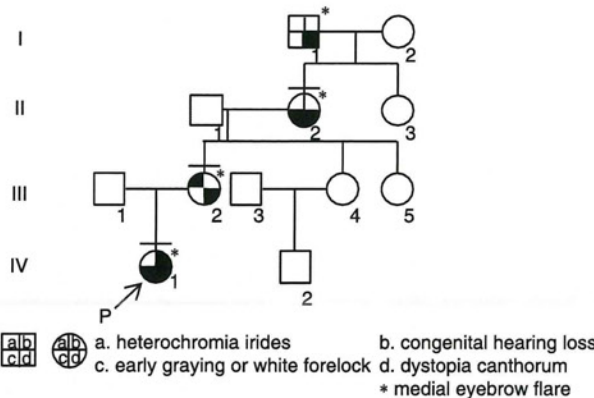 I
*
1
2
II
1
*
2
3
III
1
*
2
3
4
5
IV
*
1
2
P
a b a b a. heterochromia irides b. congenital hearing loss
c d c d c. early graying or white forelock d. dystopia canthorum
* medial eyebrow flare